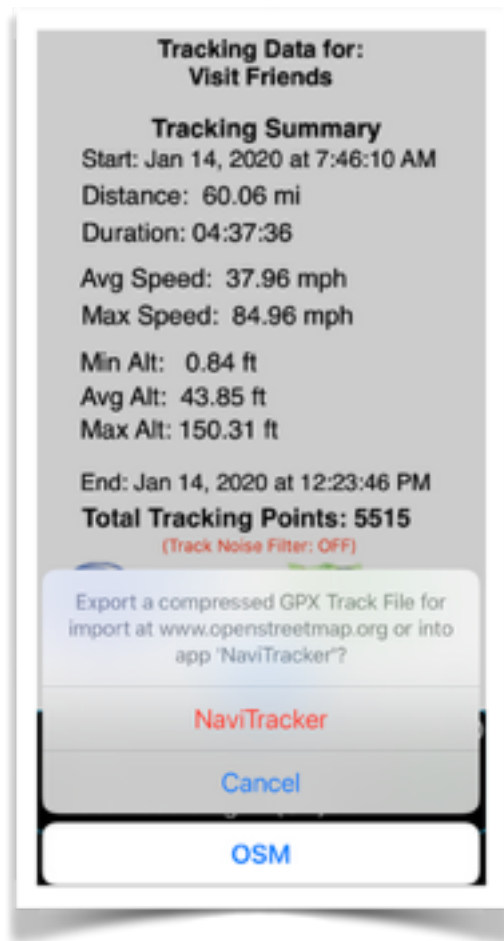 Tracking Data for:
Visit Friends
Tracking Summary
Start: Jan 14, 2020 at 7:46:10 AM
Distance: 60.06 mi
Duration: 04:37:36
Avg Speed: 37.96 mph
Max Speed: 84.96 mph
Min Alt: 0.84 ft
Avg Alt: 43.85 ft
Max Alt: 150.31 ft
End: Jan 14, 2020 at 12:23:46 PM
Total Tracking Points: 5515
(Track Noise Filter: OFF)
Export a compressed GPX Track File for
import at www.openstreetmap.org or into
app 'NaviTracker'?
NaviTracker
Cancel
OSM